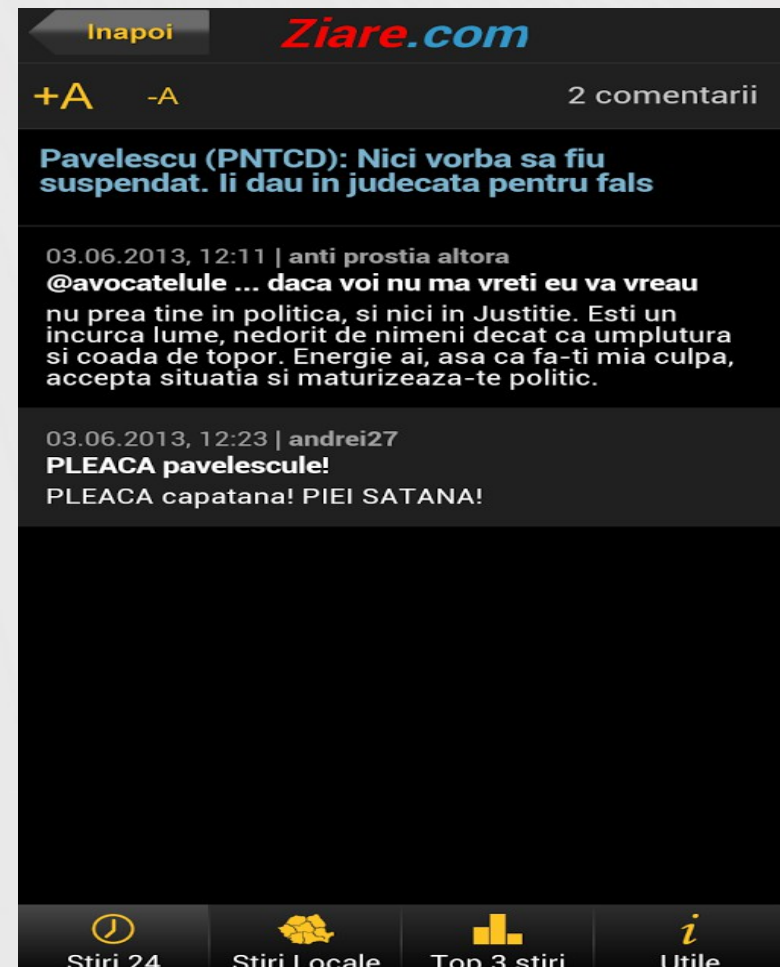 Inapoi
Ziare.com
+A -A
2 comentarii
Pavelescu (PNTCD): Nici vorba sa fiu
suspendat. Ii dau in judecata pentru fals
03.06.2013, 12:11 | anti prostia altora
@avocatelule ... daca voi nu ma vreti eu va vreau
nu prea tine in politica, si nici in Justitie. Esti un
incurca lume, nedorit de nimeni decat ca umplutura
si coada de topor. Energie ai, asa ca fa-ti mia culpa,
accepta situatia si maturizeaza-te politic.
03.06.2013, 12:23 | andrei27
PLEACA pavelescule!
PLEACA capatana! PIEI SATANA!
Stiri 24
Stiri Locale
Top 3 stiri
Utile